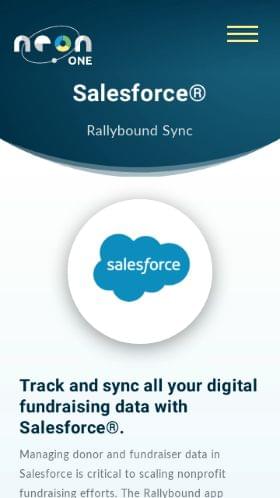 neon
ONE
Salesforce®
Rallybound Sync
salesforce
Track and sync all your digital
fundraising data with
Salesforce®.
Managing donor and fundraiser data in
Salesforce is critical to scaling nonprofit
fundraising efforts. The Rallybound app